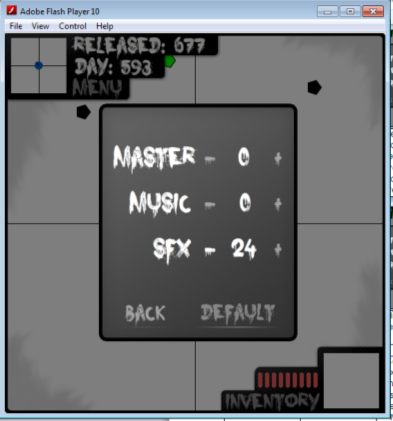 Adobe Flash Player 10
File View Control Help
RELEASED: 677
DAY: 593
MENU
MASTER - 0 +
MUSIC - 0 +
SFX - 24 +
BACK DEFAULT
INVENTORY